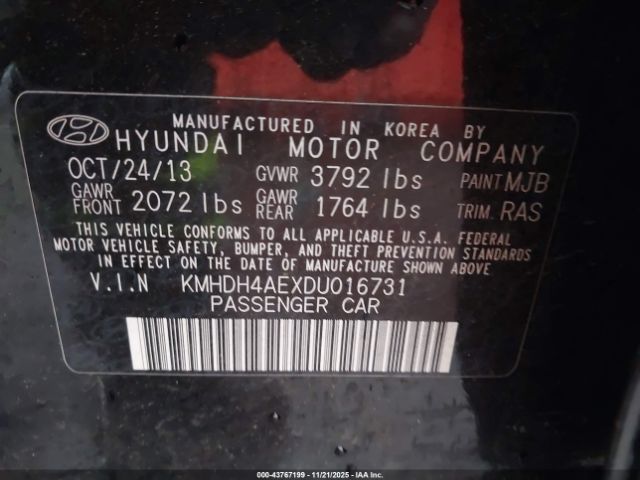 MANUFACTURED IN KOREA BY
HYUNDAI MOTOR COMPANY
OCT/24/13 GVWR 3792 lbs PAINT MJB
GAWR FRONT 2072 lbs GAWR REAR 1764 lbs TRIM. RAS
THIS VEHICLE CONFORMS TO ALL APPLICABLE U.S.A. FEDERAL
MOTOR VEHICLE SAFETY, BUMPER, AND THEFT PREVENTION STANDARDS
IN EFFECT ON THE DATE OF MANUFACTURE SHOWN ABOVE
V.I.N KMHDH4AEXDU016731
PASSENGER CAR
000-43767199 - 11/21/2025 - Copyright IAA, Inc.